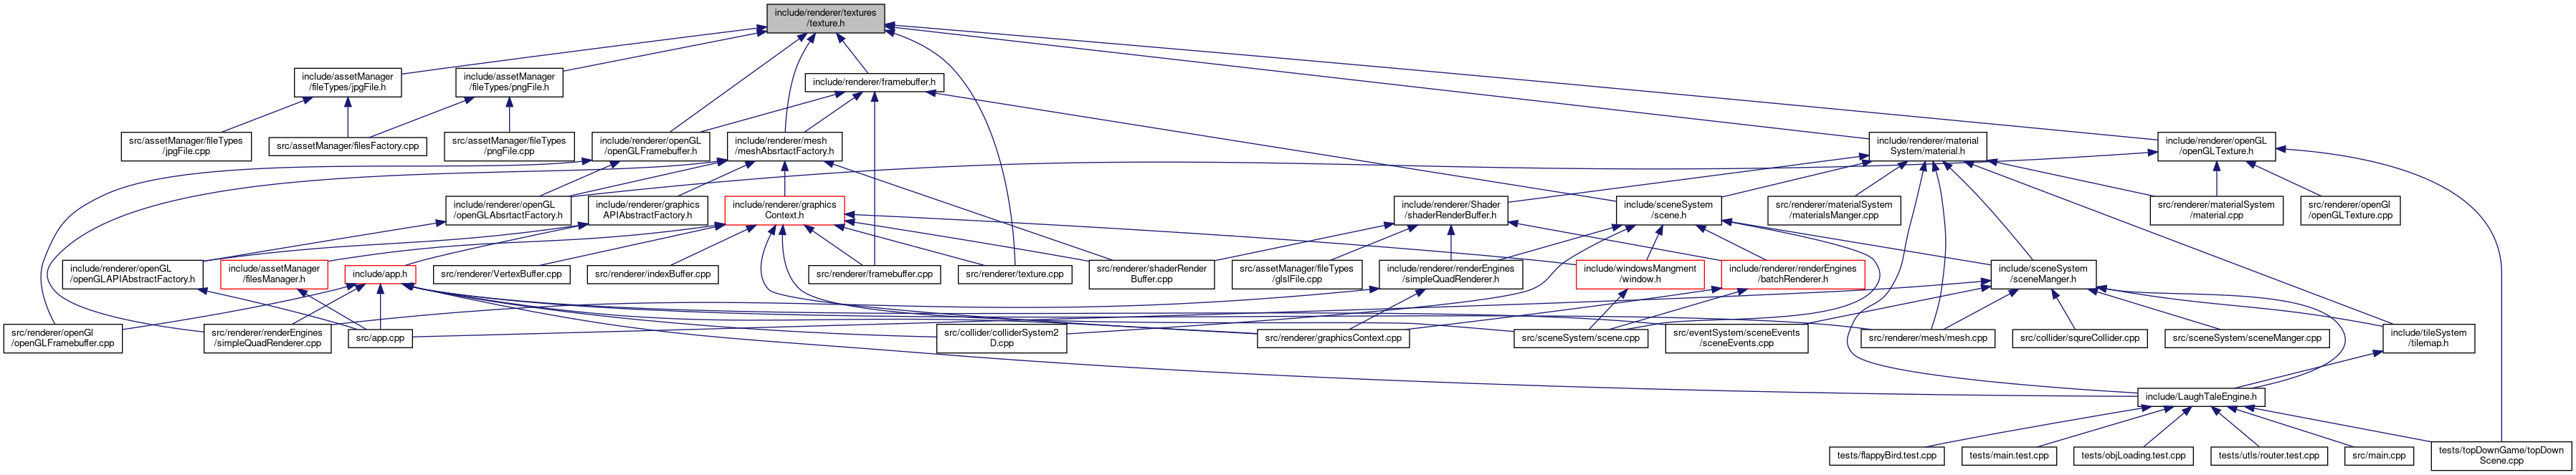 include/renderer/textures
/texture.h
include/assetManager
/fileTypes/jpgFile.h
include/assetManager
/fileTypes/pngFile.h
include/renderer/framebuffer.h
src/assetManager/fileTypes
/jpgFile.cpp
src/assetManager/filesFactory.cpp
src/assetManager/fileTypes
/pngFile.cpp
include/renderer/openGL
/openGLFramebuffer.h
include/renderer/mesh
/meshAbsrtactFactory.h
include/renderer/material
System/material.h
include/renderer/openGL
/openGLTexture.h
include/renderer/openGL
/openGLAbsrtactFactory.h
include/renderer/graphics
APIAbstractFactory.h
include/renderer/graphics
Context.h
include/renderer/Shader
/shaderRenderBuffer.h
include/sceneSystem
/scene.h
src/renderer/materialSystem
/materialsManger.cpp
src/renderer/materialSystem
/material.cpp
src/renderer/openGl
/openGLTexture.cpp
include/renderer/openGL
/openGLAPIAbstractFactory.h
include/assetManager
/filesManager.h
include/app.h
src/renderer/VertexBuffer.cpp
src/renderer/indexBuffer.cpp
src/renderer/framebuffer.cpp
src/renderer/texture.cpp
src/renderer/shaderRender
Buffer.cpp
src/assetManager/fileTypes
/glslFile.cpp
include/renderer/renderEngines
/simpleQuadRenderer.h
include/windowsMangment
/window.h
include/renderer/renderEngines
/batchRenderer.h
include/sceneSystem
/sceneManger.h
src/renderer/openGl
/openGLFramebuffer.cpp
src/renderer/renderEngines
/simpleQuadRenderer.cpp
src/app.cpp
src/collider/colliderSystem2
D.cpp
src/renderer/graphicsContext.cpp
src/sceneSystem/scene.cpp
src/eventSystem/sceneEvents
/sceneEvents.cpp
src/renderer/mesh/mesh.cpp
src/collider/squreCollider.cpp
src/sceneSystem/sceneManger.cpp
include/tileSystem
/tilemap.h
include/LaughTaleEngine.h
tests/flappyBird.test.cpp
tests/main.test.cpp
tests/objLoading.test.cpp
tests/utls/router.test.cpp
src/main.cpp
tests/topDownGame/topDown
Scene.cpp